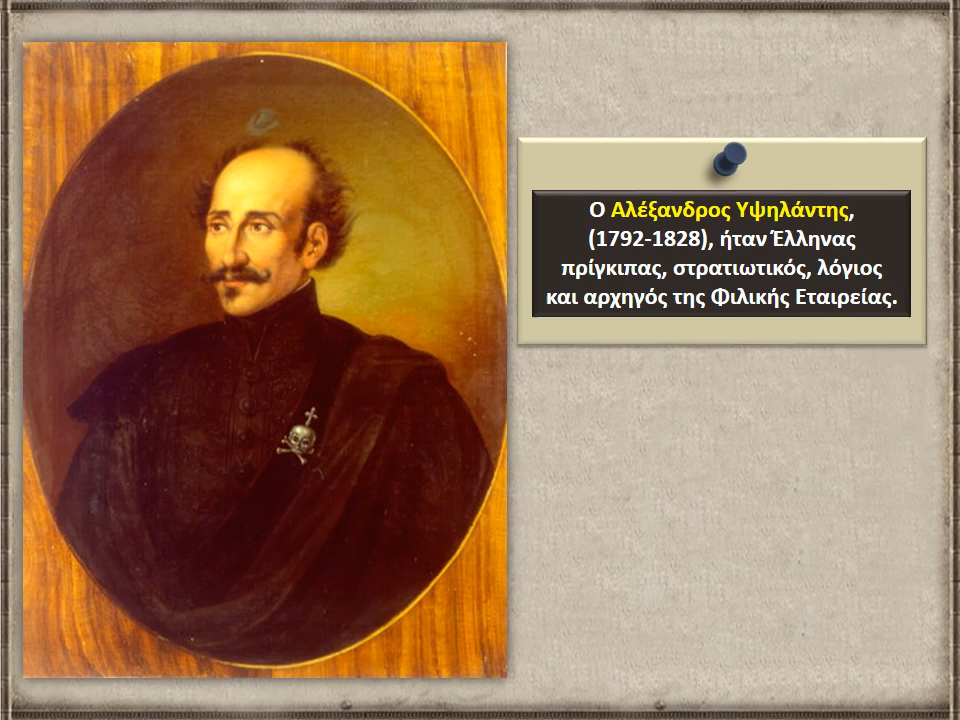 Ο Αλέξανδρος Υψηλάντης,
(1792-1828), ήταν Έλληνας
πρίγκιπας, στρατιωτικός, λόγιος
και αρχηγός της Φιλικής Εταιρείας.